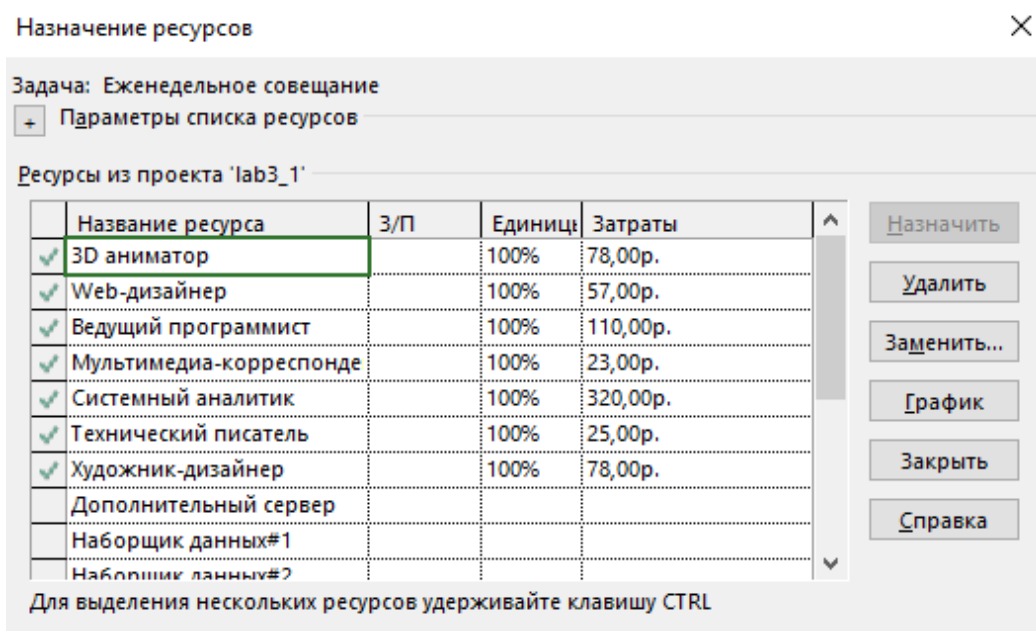 Назначение ресурсов
Задача: Еженедельное совещание
+ Параметры списка ресурсов
Ресурсы из проекта 'lab3_1'
Название ресурса З/П Единицы Затраты
3D аниматор 100% 78,00р.
Web-дизайнер 100% 57,00р.
Ведущий программист 100% 110,00р.
Мультимедиа-корреспонде 100% 23,00р.
Системный аналитик 100% 320,00р.
Технический писатель 100% 25,00р.
Художник-дизайнер 100% 78,00р.
Дополнительный сервер
Наборщик данных#1
Наборщик данных#2
Назначить
Удалить
Заменить...
График
Закрыть
Справка
Для выделения нескольких ресурсов удерживайте клавишу CTRL